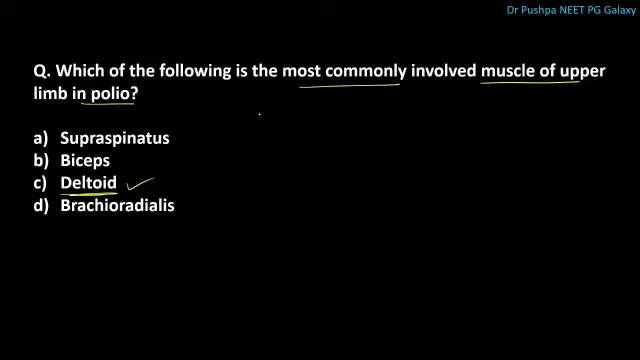 Dr Pushpa NEET PG Galaxy
Q. Which of the following is the most commonly involved muscle of upper
limb in polio?
a) Supraspinatus
b) Biceps
c) Deltoid
d) Brachioradialis